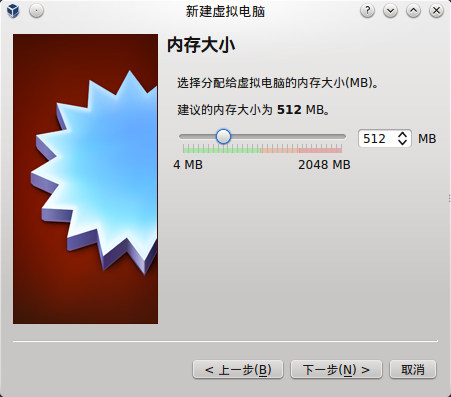 新建虚拟电脑
内存大小
选择分配给虚拟电脑的内存大小(MB)。
建议的内存大小为 512 MB。
512 MB
4 MB 2048 MB
< 上一步(B) 下一步(N) > 取消